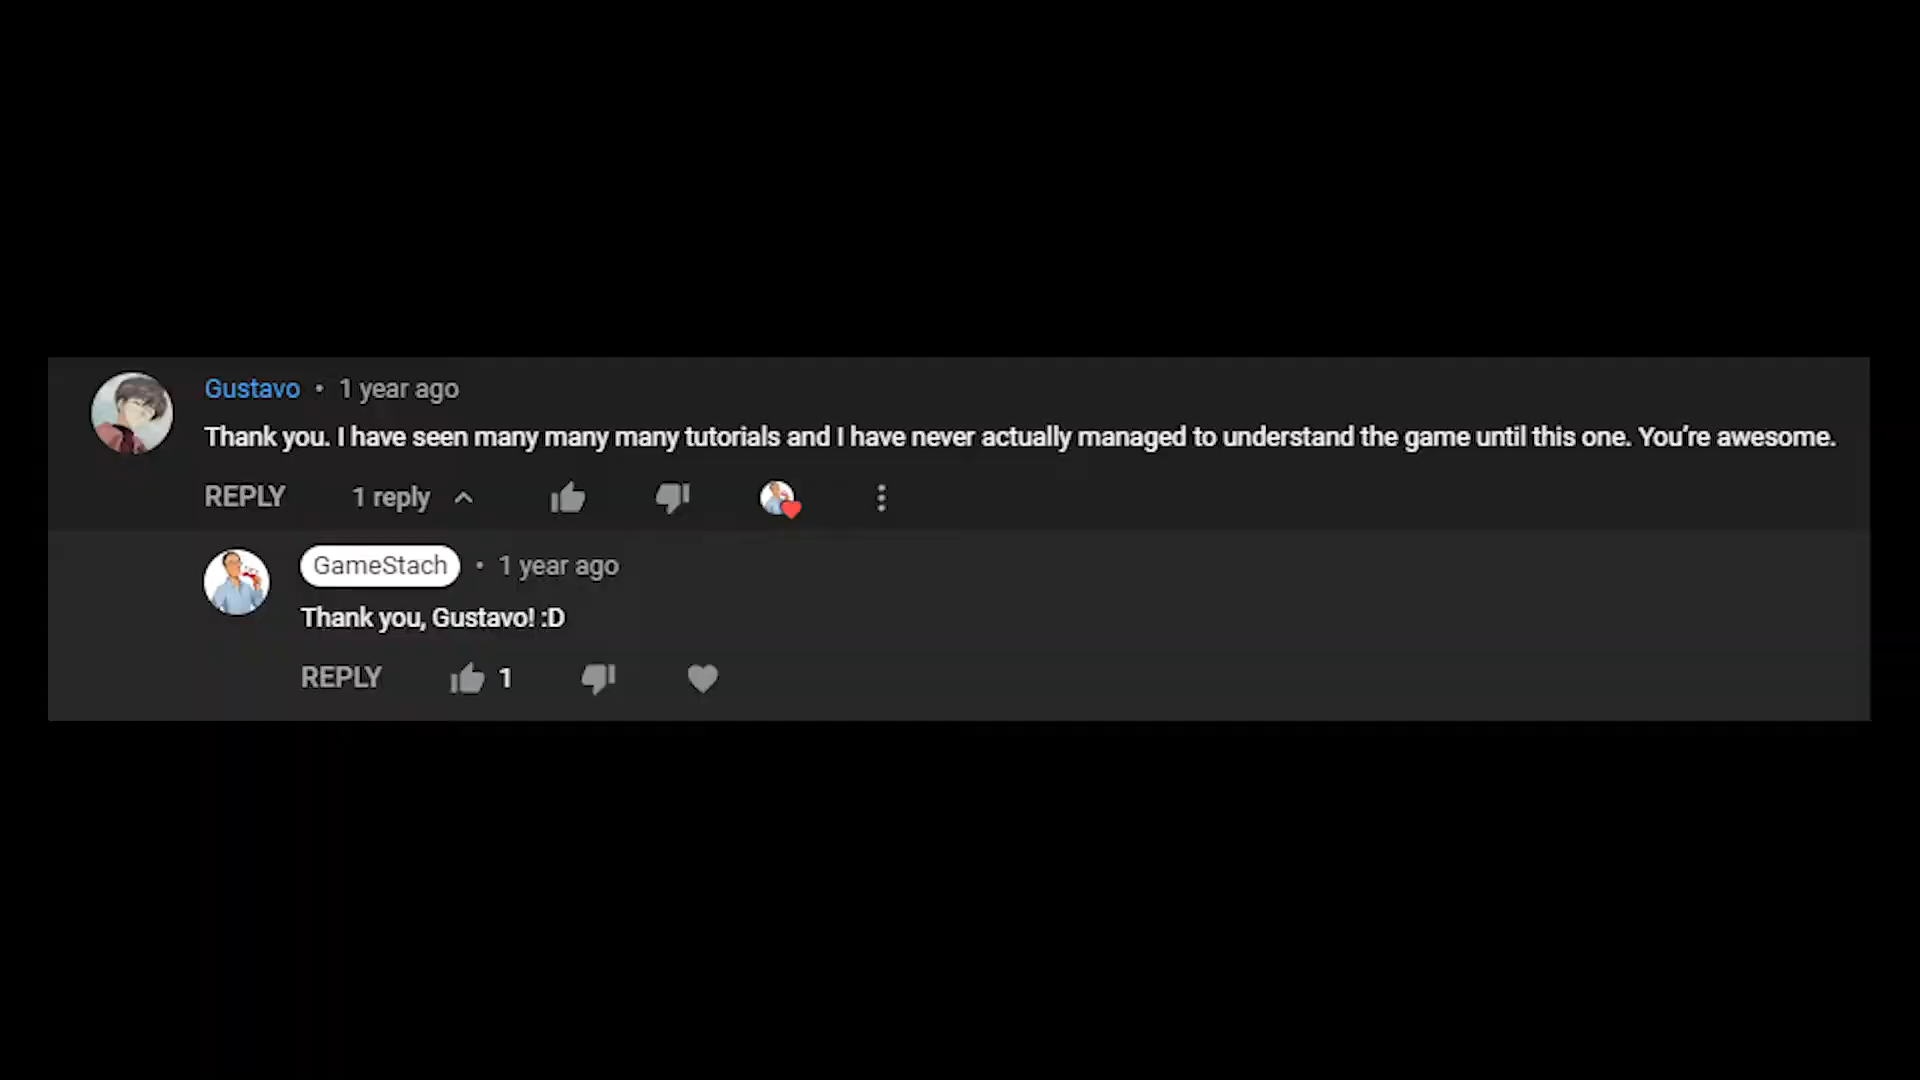 Gustavo • 1 year ago
Thank you. I have seen many many many tutorials and I have never actually managed to understand the game until this one. You’re awesome.
REPLY 1 reply
GameStach • 1 year ago
Thank you, Gustavo! :D
REPLY 1